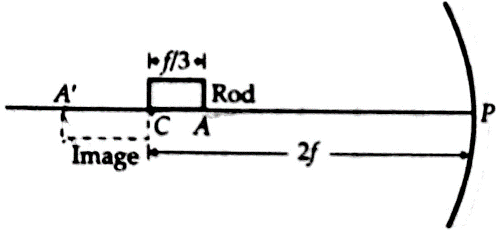 f/3
A' Rod
C A P
Image 2f